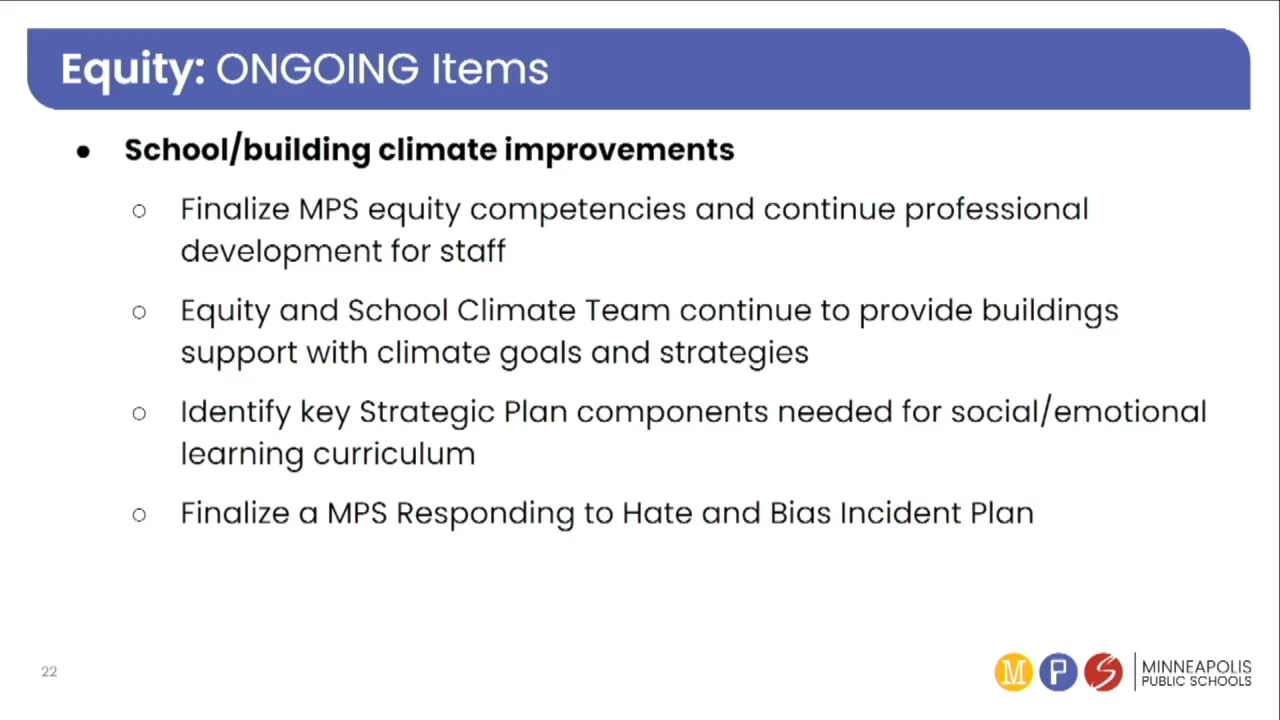 Equity: ONGOING Items
● School/building climate improvements
○ Finalize MPS equity competencies and continue professional
development for staff
○ Equity and School Climate Team continue to provide buildings
support with climate goals and strategies
○ Identify key Strategic Plan components needed for social/emotional
learning curriculum
○ Finalize a MPS Responding to Hate and Bias Incident Plan
22
M P S MINNEAPOLIS
PUBLIC SCHOOLS